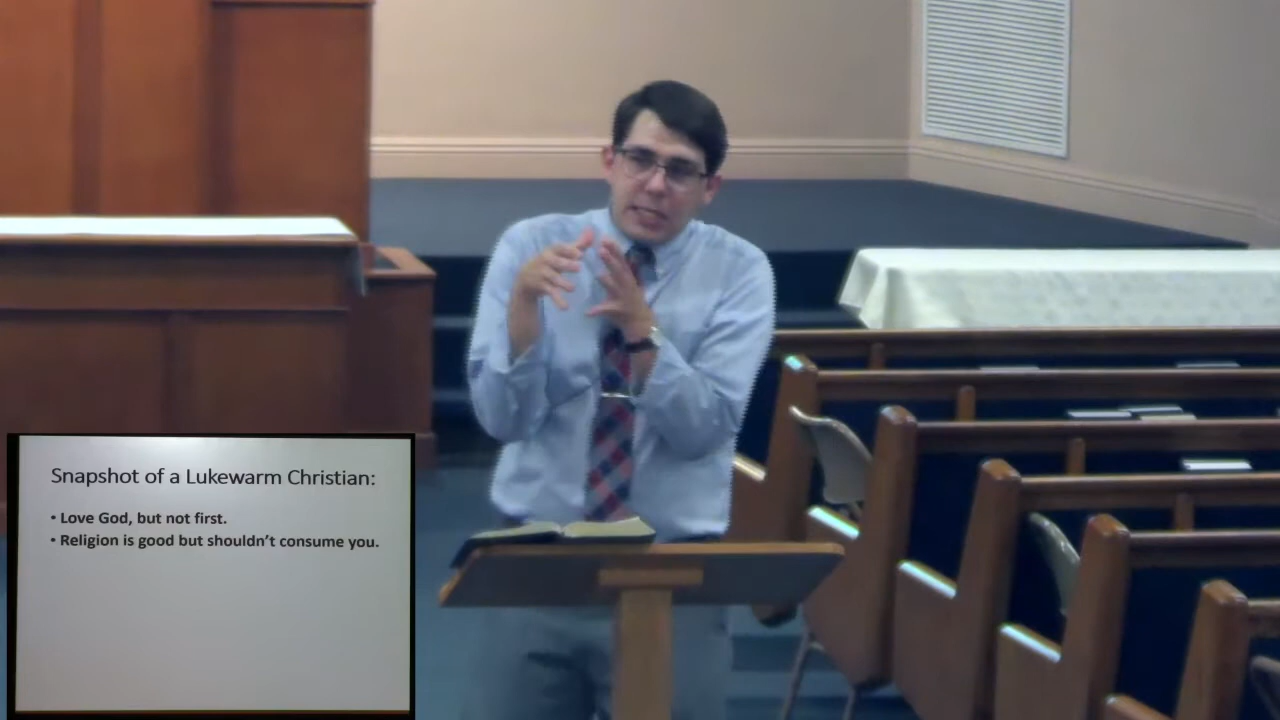 Snapshot of a Lukewarm Christian:
• Love God, but not first.
• Religion is good but shouldn't consume you.